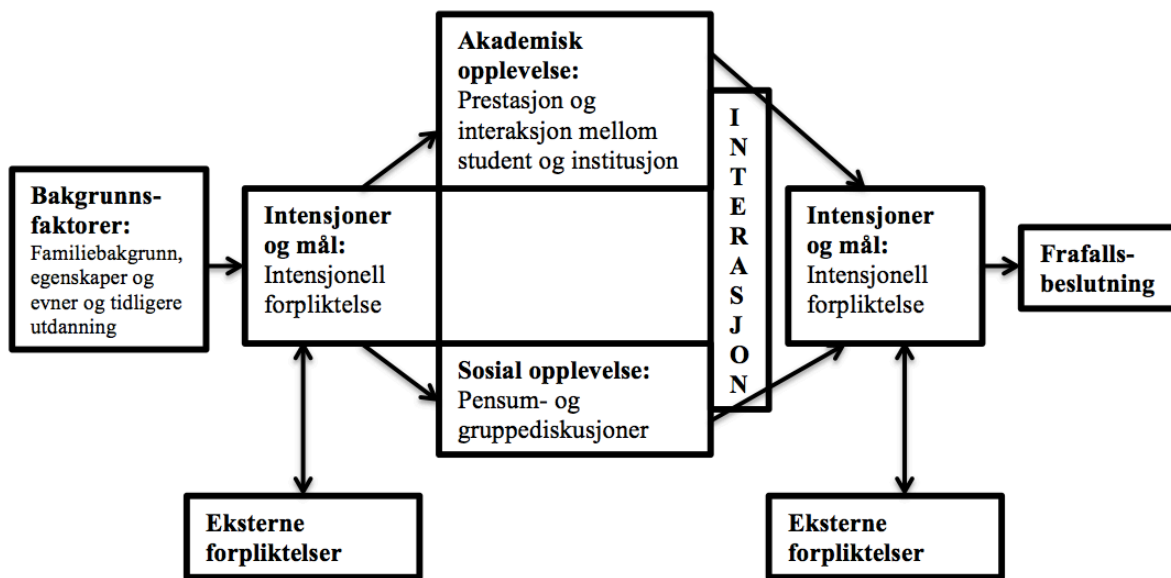 Bakgrunns-
faktorer:
Familiebakgrunn,
egenskaper og
evner og tidligere
utdanning
Intensjoner
og mål:
Intensjonell
forpliktelse
Eksterne
forpliktelser
Akademisk
opplevelse:
Prestasjon og
interaksjon mellom
student og institusjon
Sosial opplevelse:
Pensum- og
gruppediskusjoner
I
N
T
E
R
A
S
J
O
N
Intensjoner
og mål:
Intensjonell
forpliktelse
Eksterne
forpliktelser
Frafalls-
beslutning